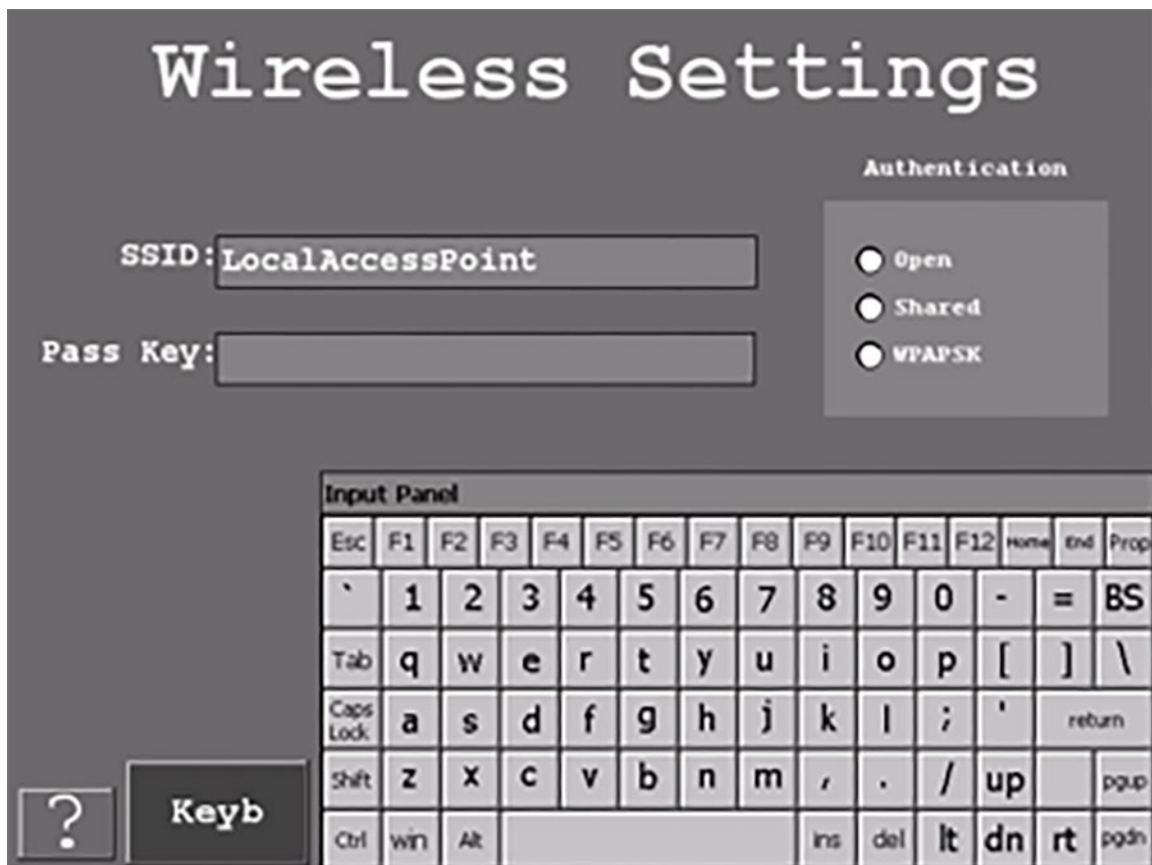 Wireless Settings
Authentication
SSID: LocalAccessPoint
Open
Shared
Pack Key:
WPAPSK
Input Panel
Esc F1 F2 F3 F4 F5 F6 F7 F8 F9 F10 F11 F12 Home End Prop
` 1 2 3 4 5 6 7 8 9 0 - = BS
Tab q w e r t y u i o p [ ] \
Caps Lock a s d f g h j k l ; ' return
Shift z x c v b n m , . / up pgup
Ctrl win Alt ins del lt dn rt pgdn
? Keyb